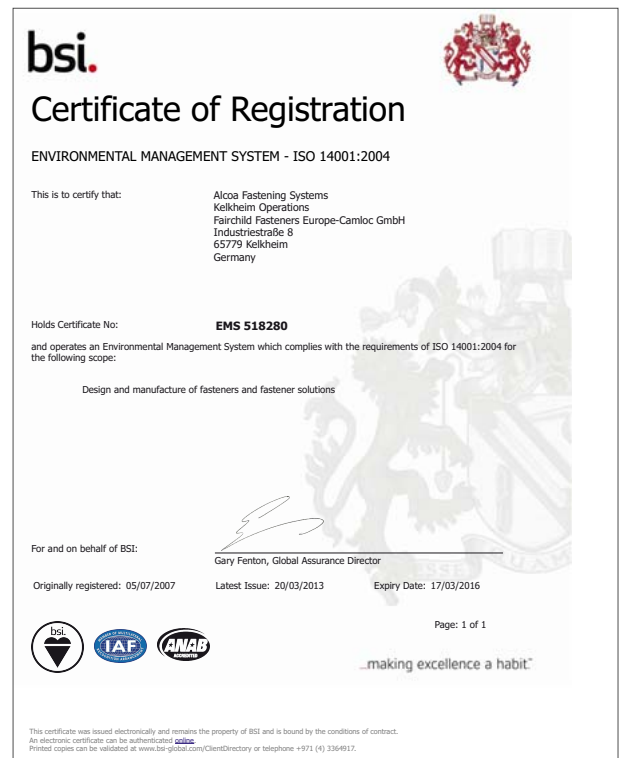 bsi.
Certificate of Registration
ENVIRONMENTAL MANAGEMENT SYSTEM - ISO 14001:2004
This is to certify that:
Alcoa Fastening Systems
Kelkheim Operations
Fairchild Fasteners Europe-Camloc GmbH
Industriestraße 8
65779 Kelkheim
Germany
Holds Certificate No:
EMS 518280
and operates an Environmental Management System which complies with the requirements of ISO 14001:2004 for
the following scope:
Design and manufacture of fasteners and fastener solutions
For and on behalf of BSI:
Gary Fenton, Global Assurance Director
Originally registered: 05/07/2007 Latest Issue: 20/03/2013 Expiry Date: 17/03/2016
Page: 1 of 1
bsi.
IAF
ANAB
ACCREDITED
...making excellence a habit.™
This certificate was issued electronically and remains the property of BSI and is bound by the conditions of contract.
An electronic certificate can be authenticated online.
Printed copies can be validated at www.bsi-global.com/ClientDirectory or telephone +971 (4) 3364917.